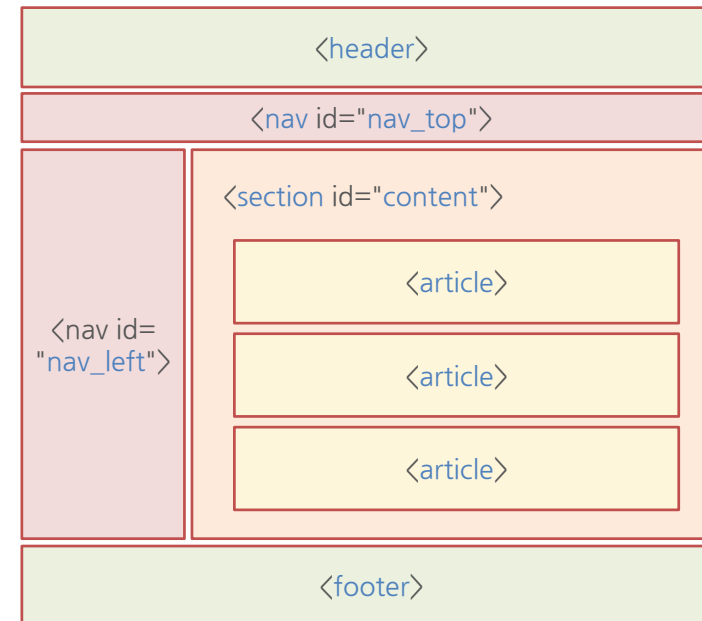 <header>
<nav id="nav_top">
<section id="content">
<nav id=
"nav_left">
<article>
<article>
<article>
<footer>